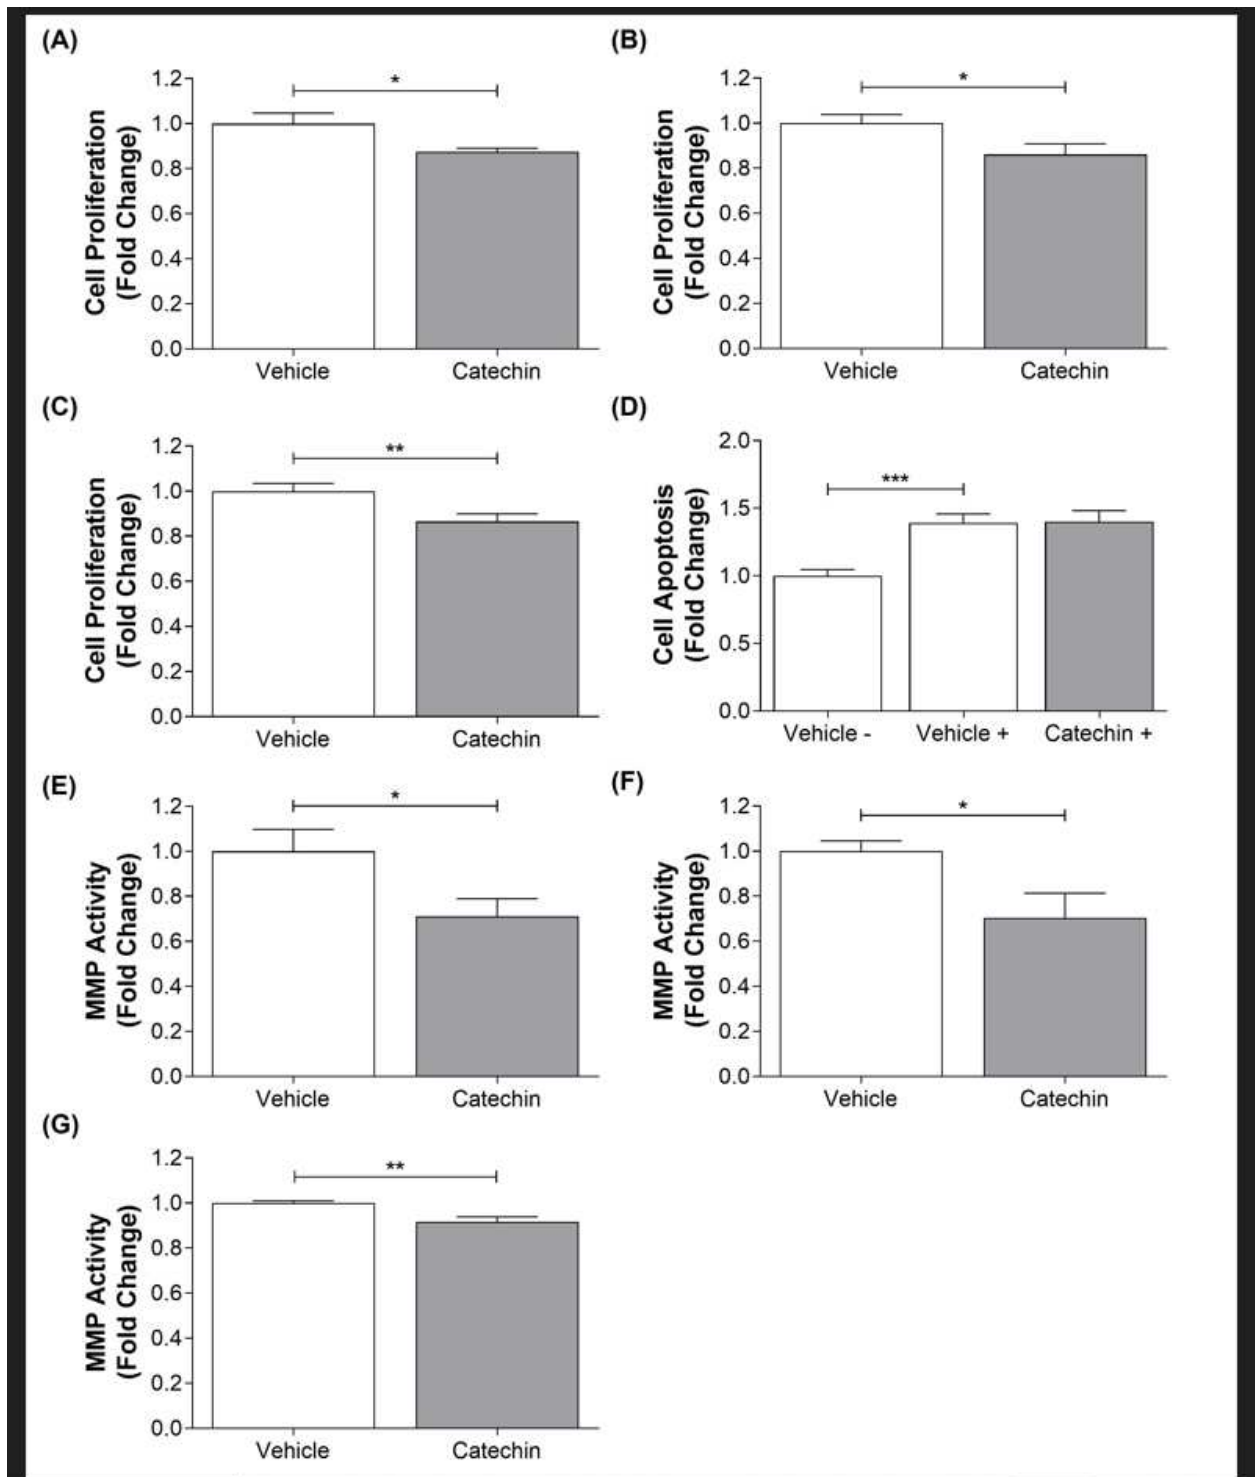 (A)
Cell Proliferation
(Fold Change)
1.2
1.0
0.8
0.6
0.4
0.2
0.0
*
Vehicle
Catechin
(B)
Cell Proliferation
(Fold Change)
1.2
1.0
0.8
0.6
0.4
0.2
0.0
*
Vehicle
Catechin
(C)
Cell Proliferation
(Fold Change)
1.2
1.0
0.8
0.6
0.4
0.2
0.0
**
Vehicle
Catechin
(D)
Cell Apoptosis
(Fold Change)
2.0
1.5
1.0
0.5
0.0
***
Vehicle -
Vehicle +
Catechin +
(E)
MMP Activity
(Fold Change)
1.2
1.0
0.8
0.6
0.4
0.2
0.0
*
Vehicle
Catechin
(F)
MMP Activity
(Fold Change)
1.2
1.0
0.8
0.6
0.4
0.2
0.0
*
Vehicle
Catechin
(G)
MMP Activity
(Fold Change)
1.2
1.0
0.8
0.6
0.4
0.2
0.0
**
Vehicle
Catechin